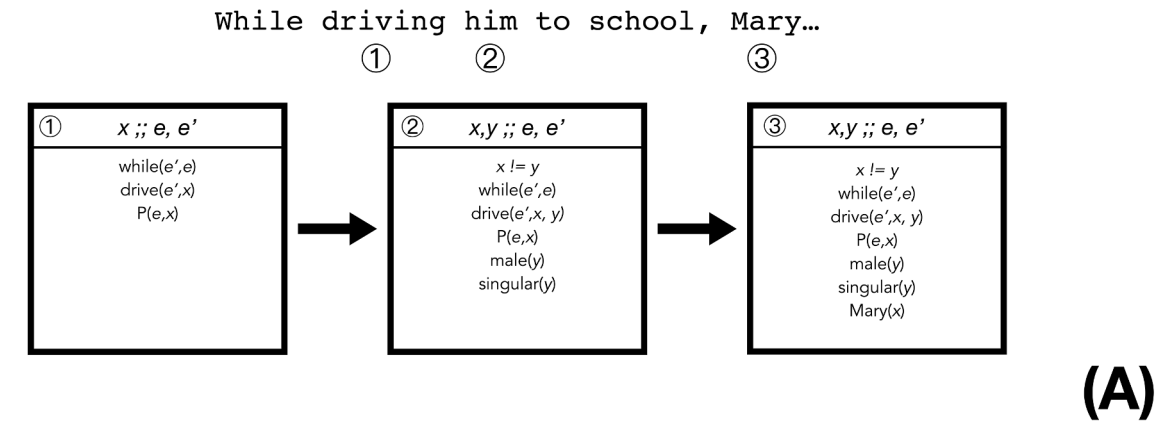 While driving him to school, Mary…
① ② ③
① x ;; e, e’
while(e’,e)
drive(e’,x)
P(e,x)
② x,y ;; e, e’
x != y
while(e’,e)
drive(e’,x, y)
P(e,x)
male(y)
singular(y)
③ x,y ;; e, e’
x != y
while(e’,e)
drive(e’,x, y)
P(e,x)
male(y)
singular(y)
Mary(x)
(A)